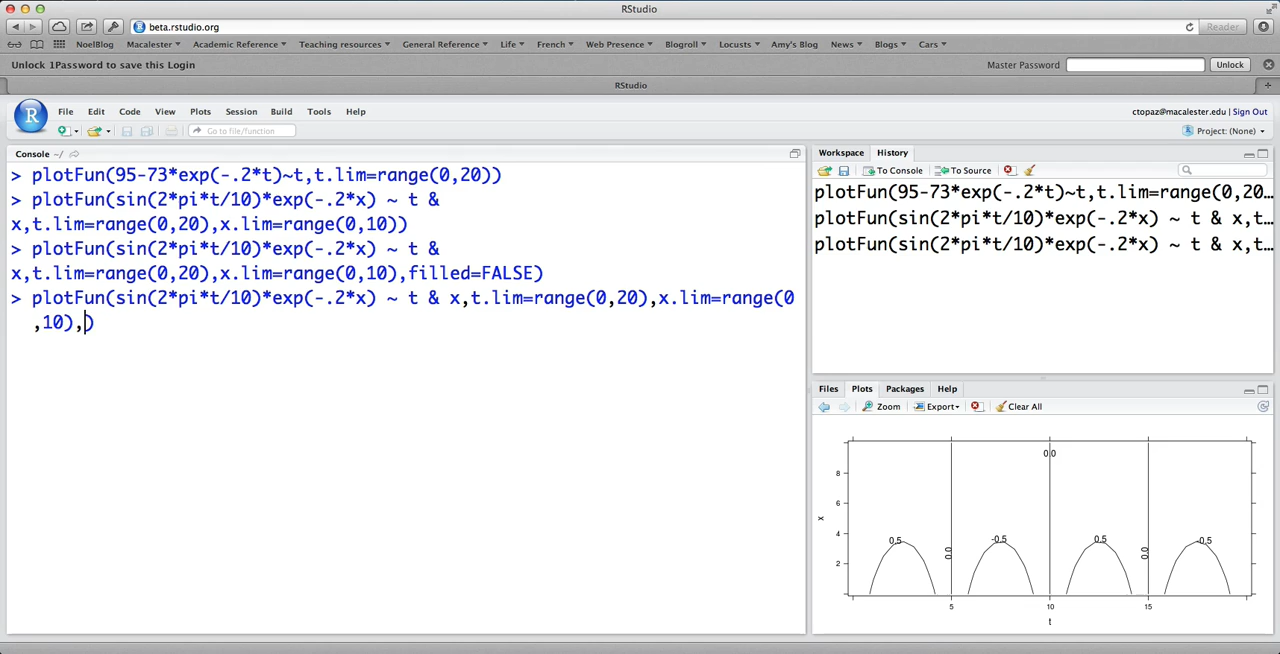 RStudio
beta.rstudio.org
Reader
NoelBlog Macalester Academic Reference Teaching resources General Reference Life French Web Presence Blogroll Locusts Amy's Blog News Blogs Cars
Unlock 1Password to save this Login
Master Password
Unlock
RStudio
R
File Edit Code View Plots Session Build Tools Help
ctopaz@macalester.edu | Sign Out
Go to file/function
Project: (None)
Console ~/
> plotFun(95-73*exp(-.2*t)~t,t.lim=range(0,20))
> plotFun(sin(2*pi*t/10)*exp(-.2*x) ~ t &
x,t.lim=range(0,20),x.lim=range(0,10))
> plotFun(sin(2*pi*t/10)*exp(-.2*x) ~ t &
x,t.lim=range(0,20),x.lim=range(0,10),filled=FALSE)
> plotFun(sin(2*pi*t/10)*exp(-.2*x) ~ t & x,t.lim=range(0,20),x.lim=range(0
,10),)
Workspace History
To Console To Source
plotFun(95-73*exp(-.2*t)~t,t.lim=range(0,20...
plotFun(sin(2*pi*t/10)*exp(-.2*x) ~ t & x,t...
plotFun(sin(2*pi*t/10)*exp(-.2*x) ~ t & x,t...
Files Plots Packages Help
Zoom Export Clear All
0.0
8
6
x
4
2
0.5 -0.5 0.5 -0.5
0.0 0.0
5 10 15
t